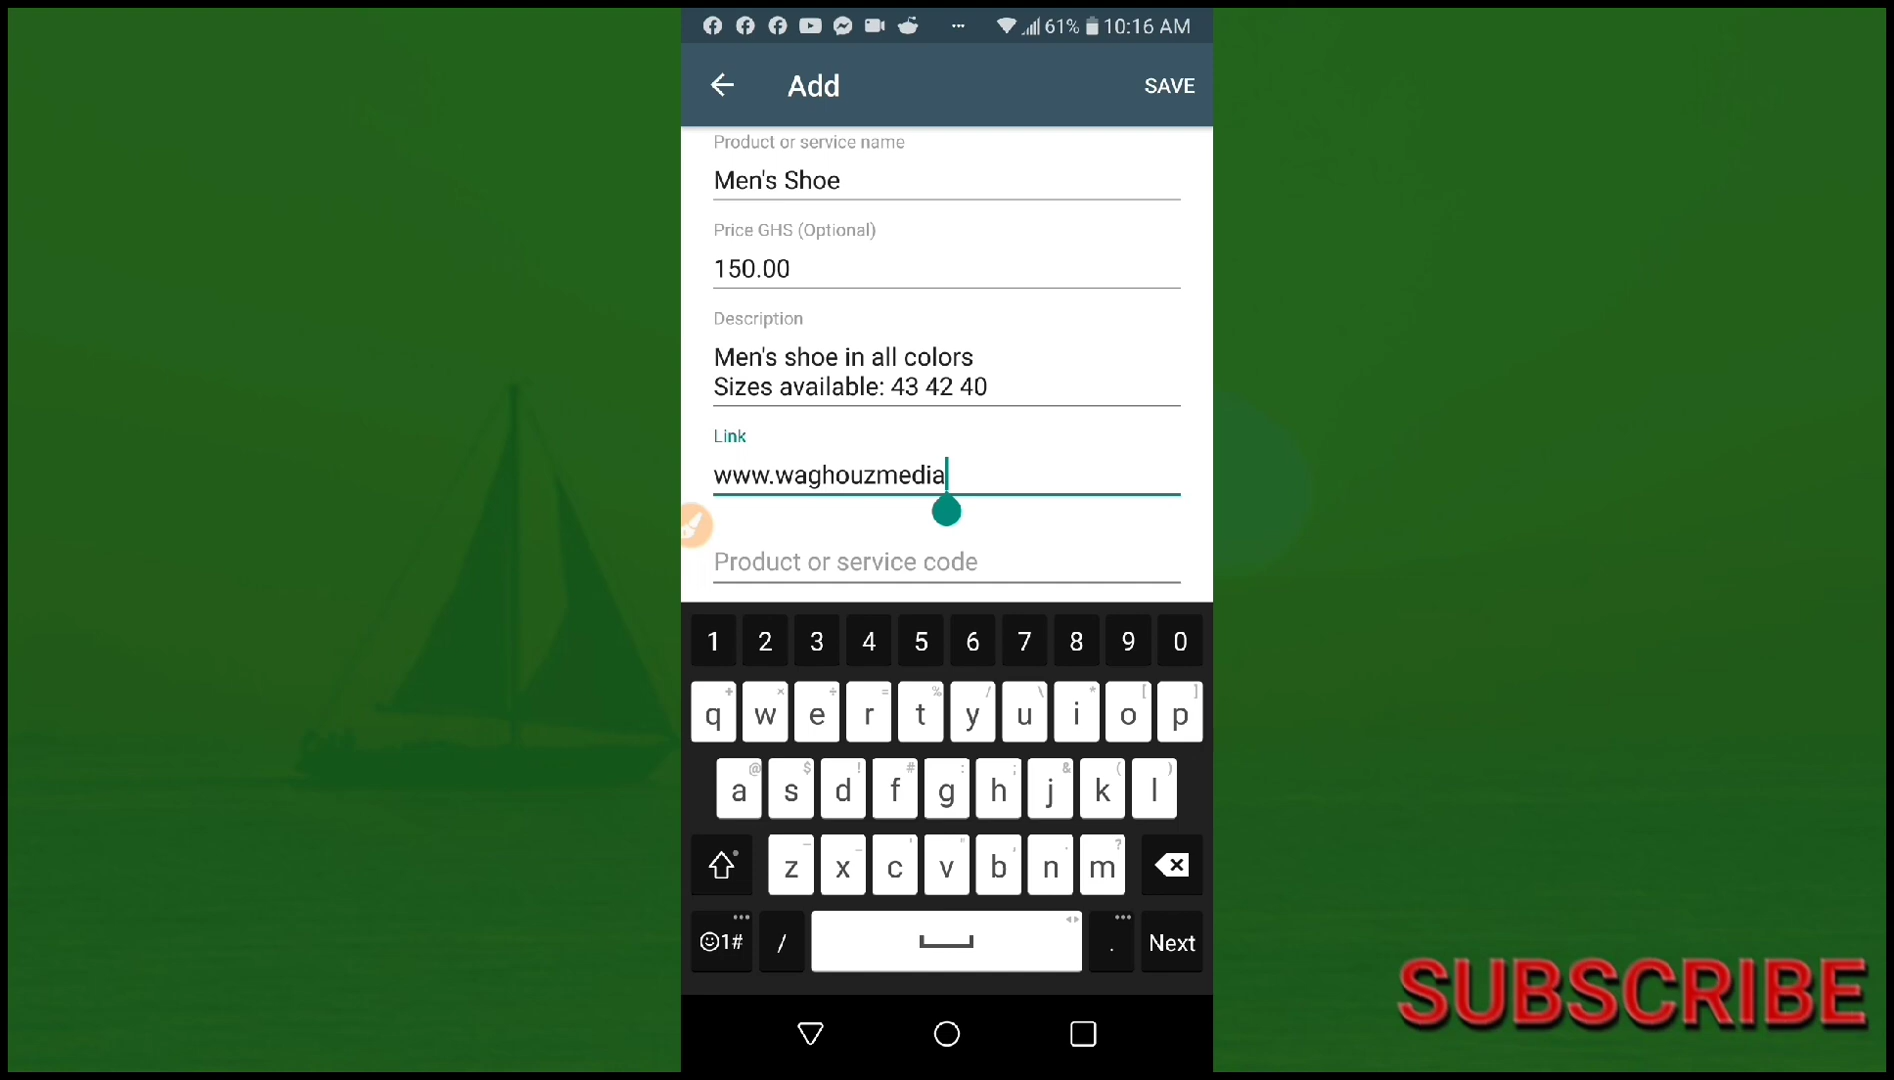 61% 10:16 AM
Add SAVE
Product or service name
Men's Shoe
Price GHS (Optional)
150.00
Description
Men's shoe in all colors
Sizes available: 43 42 40
Link
www.waghouzmedia
Product or service code
1 2 3 4 5 6 7 8 9 0
+ × ÷ = % / \ * [ ]
q w e r t y u i o p
@ $ ! # : ; & ( )
a s d f g h j k l
- _ ' " , . ?
z x c v b n m
1# / . Next
SUBSCRIBE